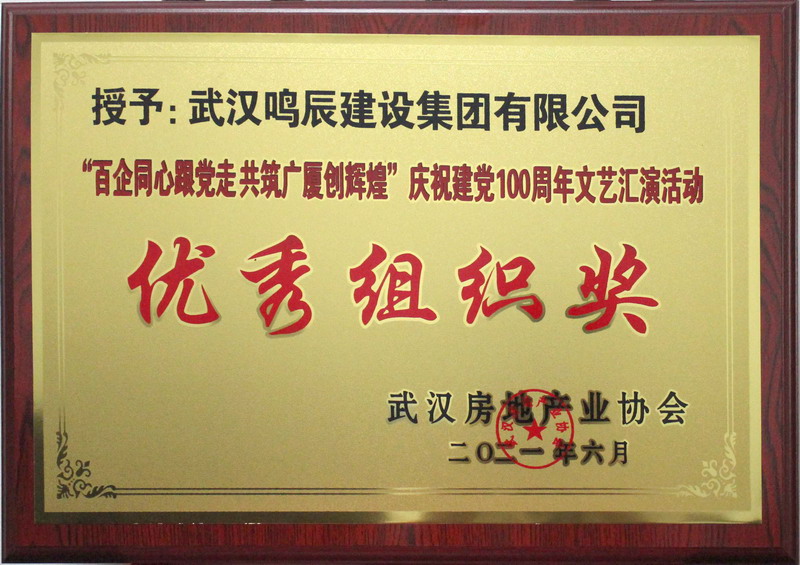 授予：武汉鸣辰建设集团有限公司
“百企同心跟党走共筑广厦创辉煌”庆祝建党100周年文艺汇演活动
优秀组织奖
武汉房地产业协会
二〇二一年六月